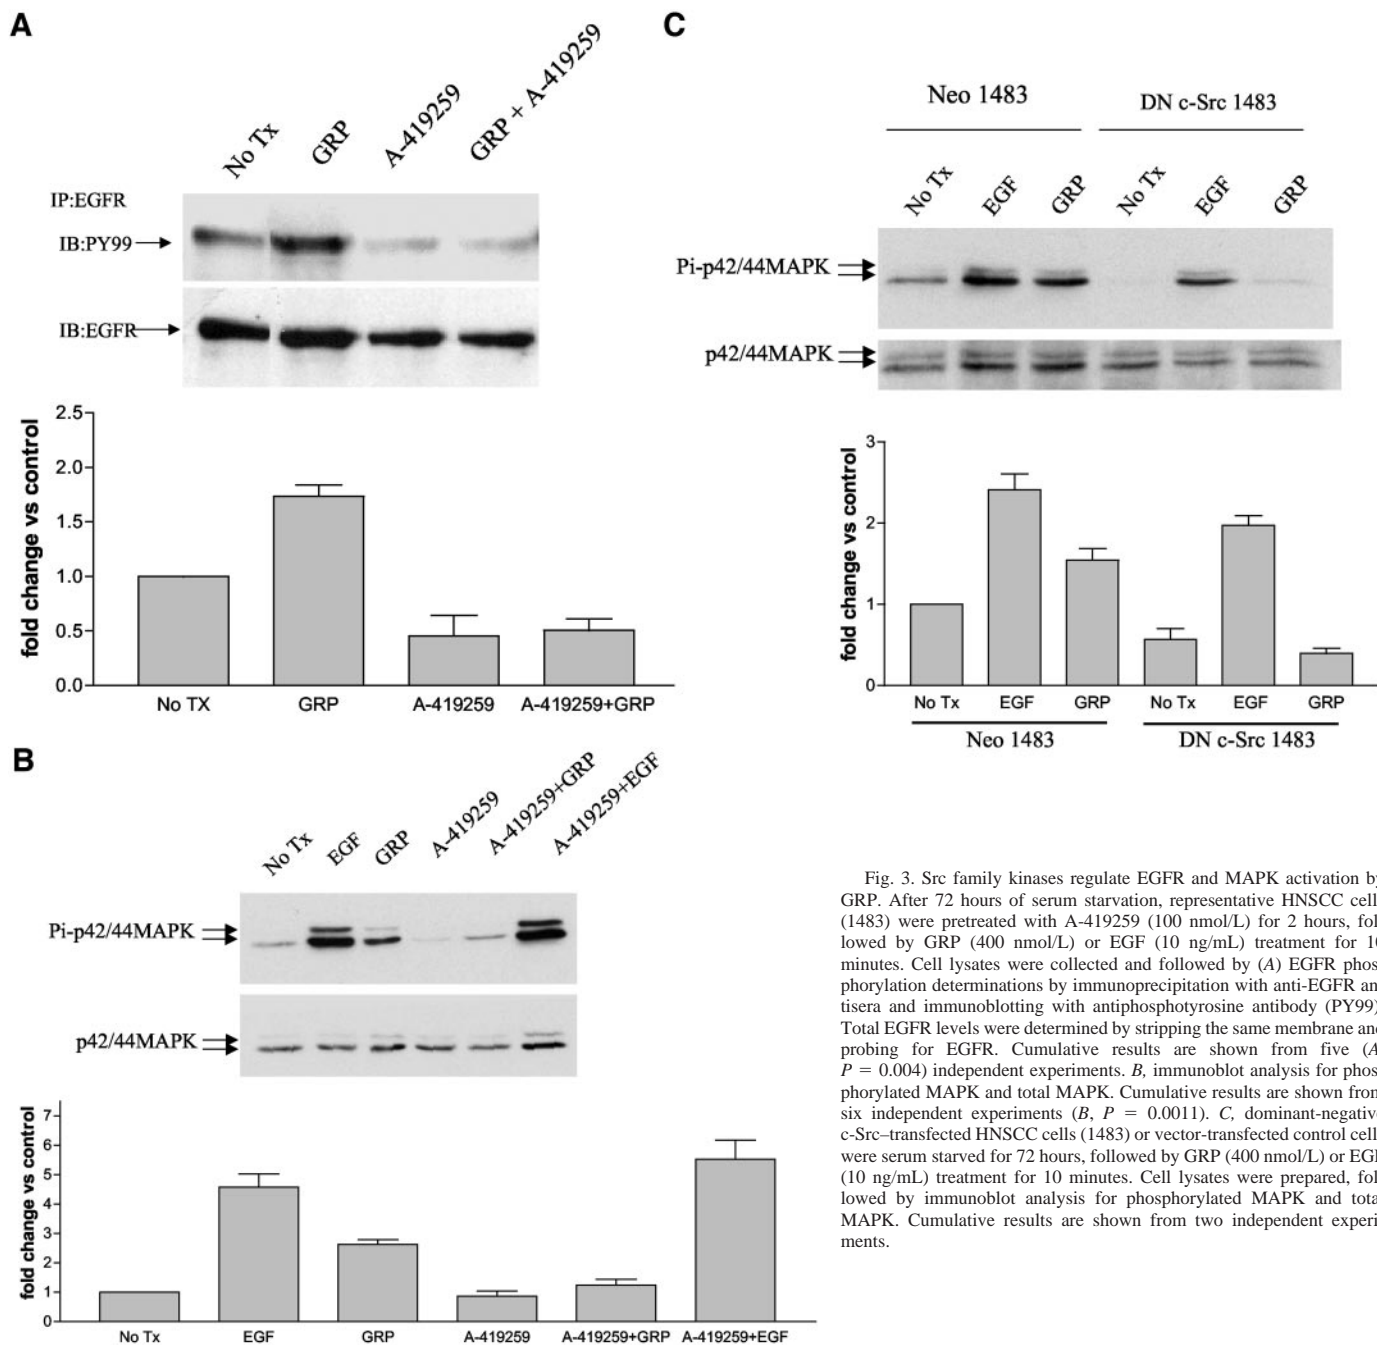 A
No Tx
GRP
A-419259
GRP + A-419259
IP:EGFR
IB:PY99
IB:EGFR
fold change vs control
2.5
2.0
1.5
1.0
0.5
0.0
No TX
GRP
A-419259
A-419259+GRP
B
No Tx
EGF
GRP
A-419259
A-419259+GRP
A-419259+EGF
Pi-p42/44MAPK
p42/44MAPK
fold change vs control
7
6
5
4
3
2
1
0
No Tx
EGF
GRP
A-419259
A-419259+GRP
A-419259+EGF
C
Neo 1483
DN c-Src 1483
No Tx
EGF
GRP
No Tx
EGF
GRP
Pi-p42/44MAPK
p42/44MAPK
fold change vs control
3
2
1
0
No Tx
EGF
GRP
No Tx
EGF
GRP
Neo 1483
DN c-Src 1483
Fig. 3. Src family kinases regulate EGFR and MAPK activation by
GRP. After 72 hours of serum starvation, representative HNSCC cell
(1483) were pretreated with A-419259 (100 nmol/L) for 2 hours, fol
lowed by GRP (400 nmol/L) or EGF (10 ng/mL) treatment for 10
minutes. Cell lysates were collected and followed by (A) EGFR phos
phorylation determinations by immunoprecipitation with anti-EGFR an
tisera and immunoblotting with antiphosphotyrosine antibody (PY99)
Total EGFR levels were determined by stripping the same membrane and
probing for EGFR. Cumulative results are shown from five (A
P = 0.004) independent experiments. B, immunoblot analysis for phos
phorylated MAPK and total MAPK. Cumulative results are shown from
six independent experiments (B, P = 0.0011). C, dominant-negative
c-Src–transfected HNSCC cells (1483) or vector-transfected control cell
were serum starved for 72 hours, followed by GRP (400 nmol/L) or EGF
(10 ng/mL) treatment for 10 minutes. Cell lysates were prepared, fol
lowed by immunoblot analysis for phosphorylated MAPK and tota
MAPK. Cumulative results are shown from two independent experi
ments.